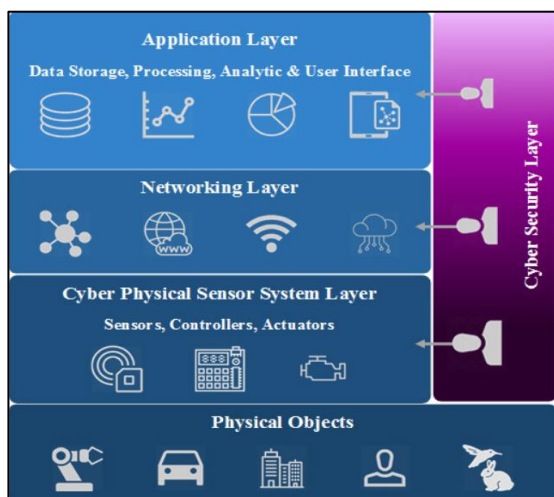 Application Layer
Data Storage, Processing, Analytic & User Interface
Networking Layer
WWW
Cyber Physical Sensor System Layer
Sensors, Controllers, Actuators
Physical Objects
Cyber Security Layer